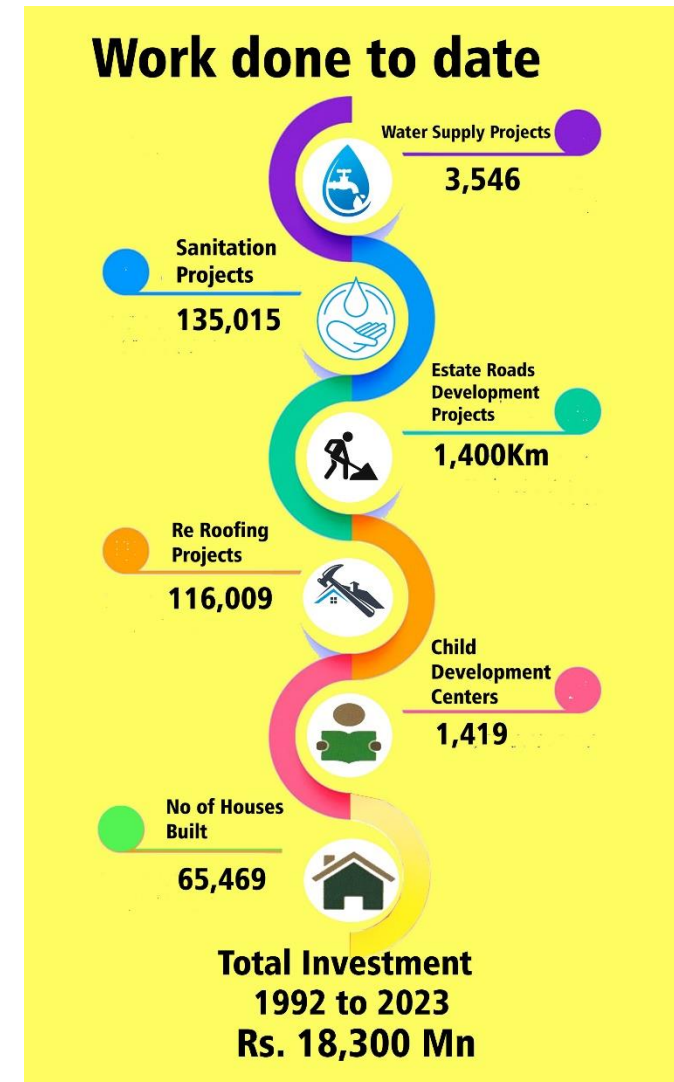 Work done to date
Water Supply Projects
3,546
Sanitation
Projects
135,015
Estate Roads
Development
Projects
1,400Km
Re Roofing
Projects
116,009
Child
Development
Centers
1,419
No of Houses
Built
65,469
Total Investment
1992 to 2023
Rs. 18,300 Mn